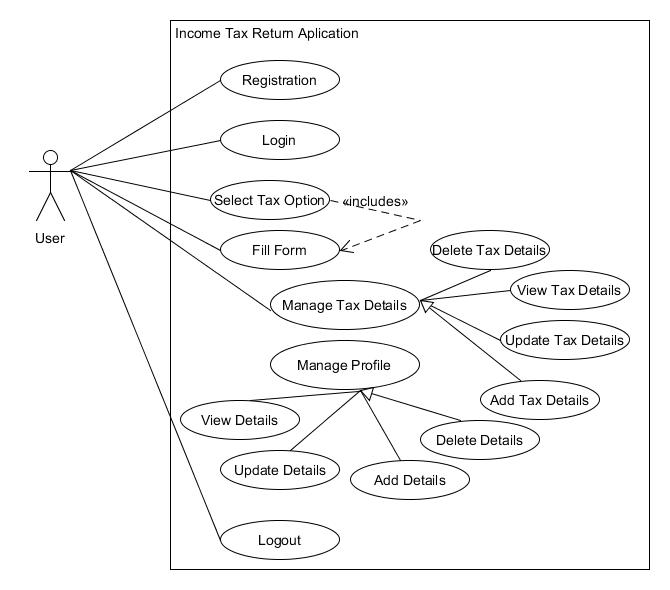 Income Tax Return Aplication
Registration
Login
Select Tax Option
«includes»
Fill Form
User
Delete Tax Details
View Tax Details
Manage Tax Details
Update Tax Details
Manage Profile
Add Tax Details
View Details
Delete Details
Update Details
Add Details
Logout